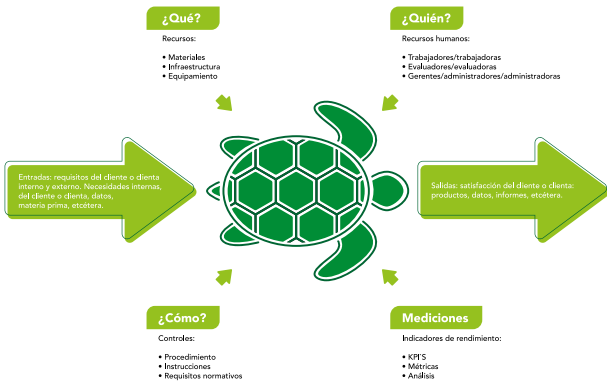 ¿Qué?
Recursos:
• Materiales
• Infraestructura
• Equipamiento
¿Quién?
Recursos humanos:
• Trabajadores/trabajadoras
• Evaluadores/evaluadoras
• Gerentes/administradores/administradoras
Entradas: requisitos del cliente o clienta
interno y externo. Necesidades internas,
del cliente o clienta, datos,
materia prima, etcétera.
Salidas: satisfacción del cliente o clienta:
productos, datos, informes, etcétera.
¿Cómo?
Controles:
• Procedimiento
• Instrucciones
• Requisitos normativos
Mediciones
Indicadores de rendimiento:
• KPI'S
• Métricas
• Análisis